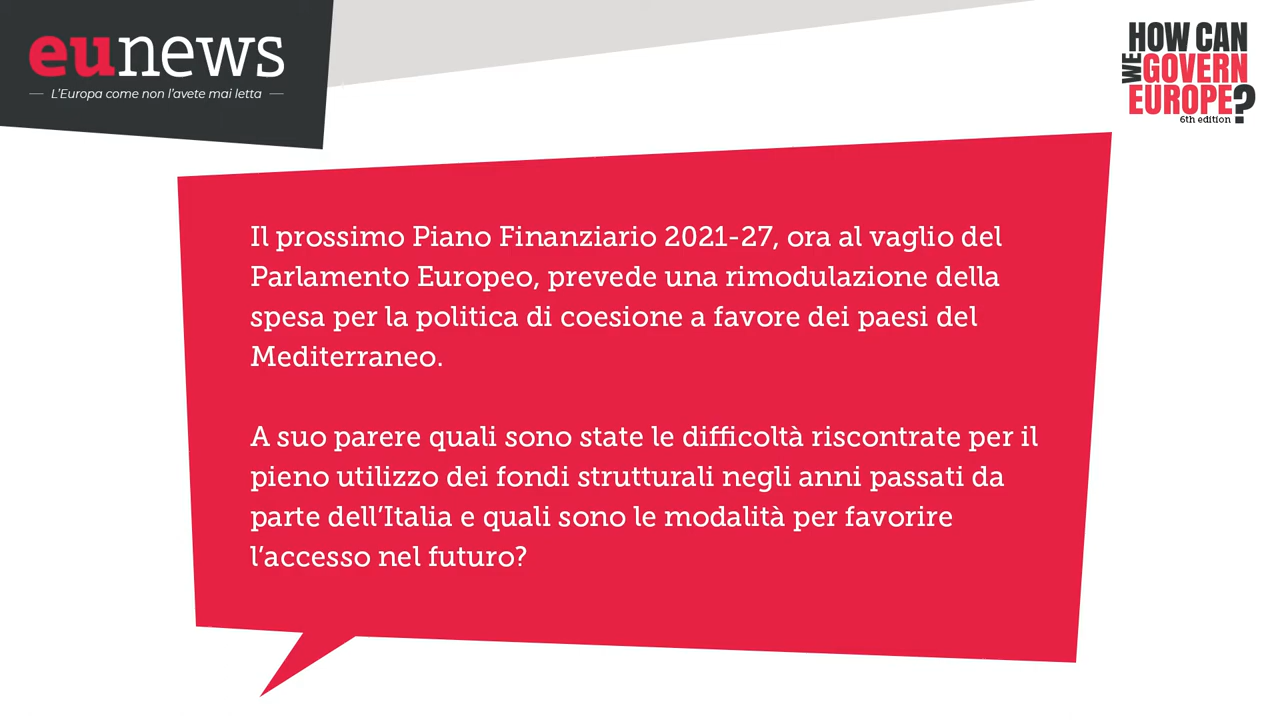 eunews
L'Europa come non l'avete mai letta
HOW CAN
WE GOVERN
EUROPE?
6th edition
Il prossimo Piano Finanziario 2021-27, ora al vaglio del
Parlamento Europeo, prevede una rimodulazione della
spesa per la politica di coesione a favore dei paesi del
Mediterraneo.
A suo parere quali sono state le difficoltà riscontrate per il
pieno utilizzo dei fondi strutturali negli anni passati da
parte dell'Italia e quali sono le modalità per favorire
l'accesso nel futuro?